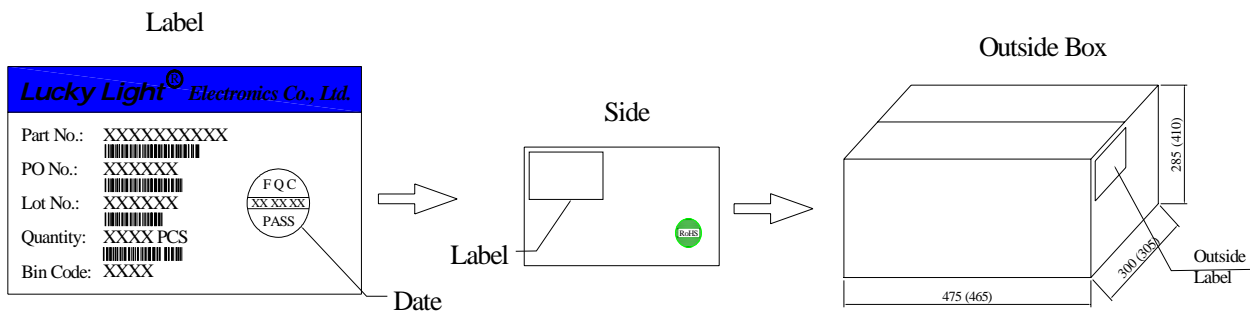 Label
Lucky Light® Electronics Co., Ltd.
Part No.: XXXXXXXXXX
PO No.: XXXXXX
Lot No.: XXXXXX
Quantity: XXXX PCS
Bin Code: XXXX
FQC
XX XX XX
PASS
Date
Side
RoHS
Label
Outside Box
285 (410)
300 (305)
475 (465)
Outside
Label